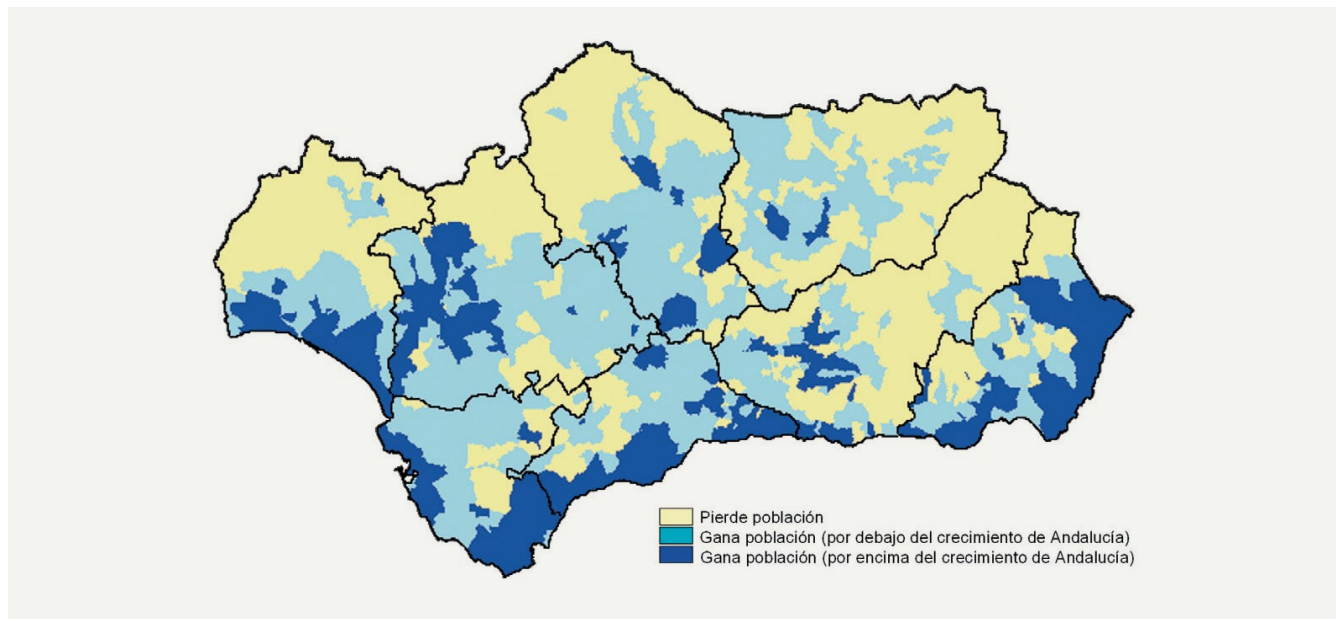 Pierde población
Gana población (por debajo del crecimiento de Andalucía)
Gana población (por encima del crecimiento de Andalucía)